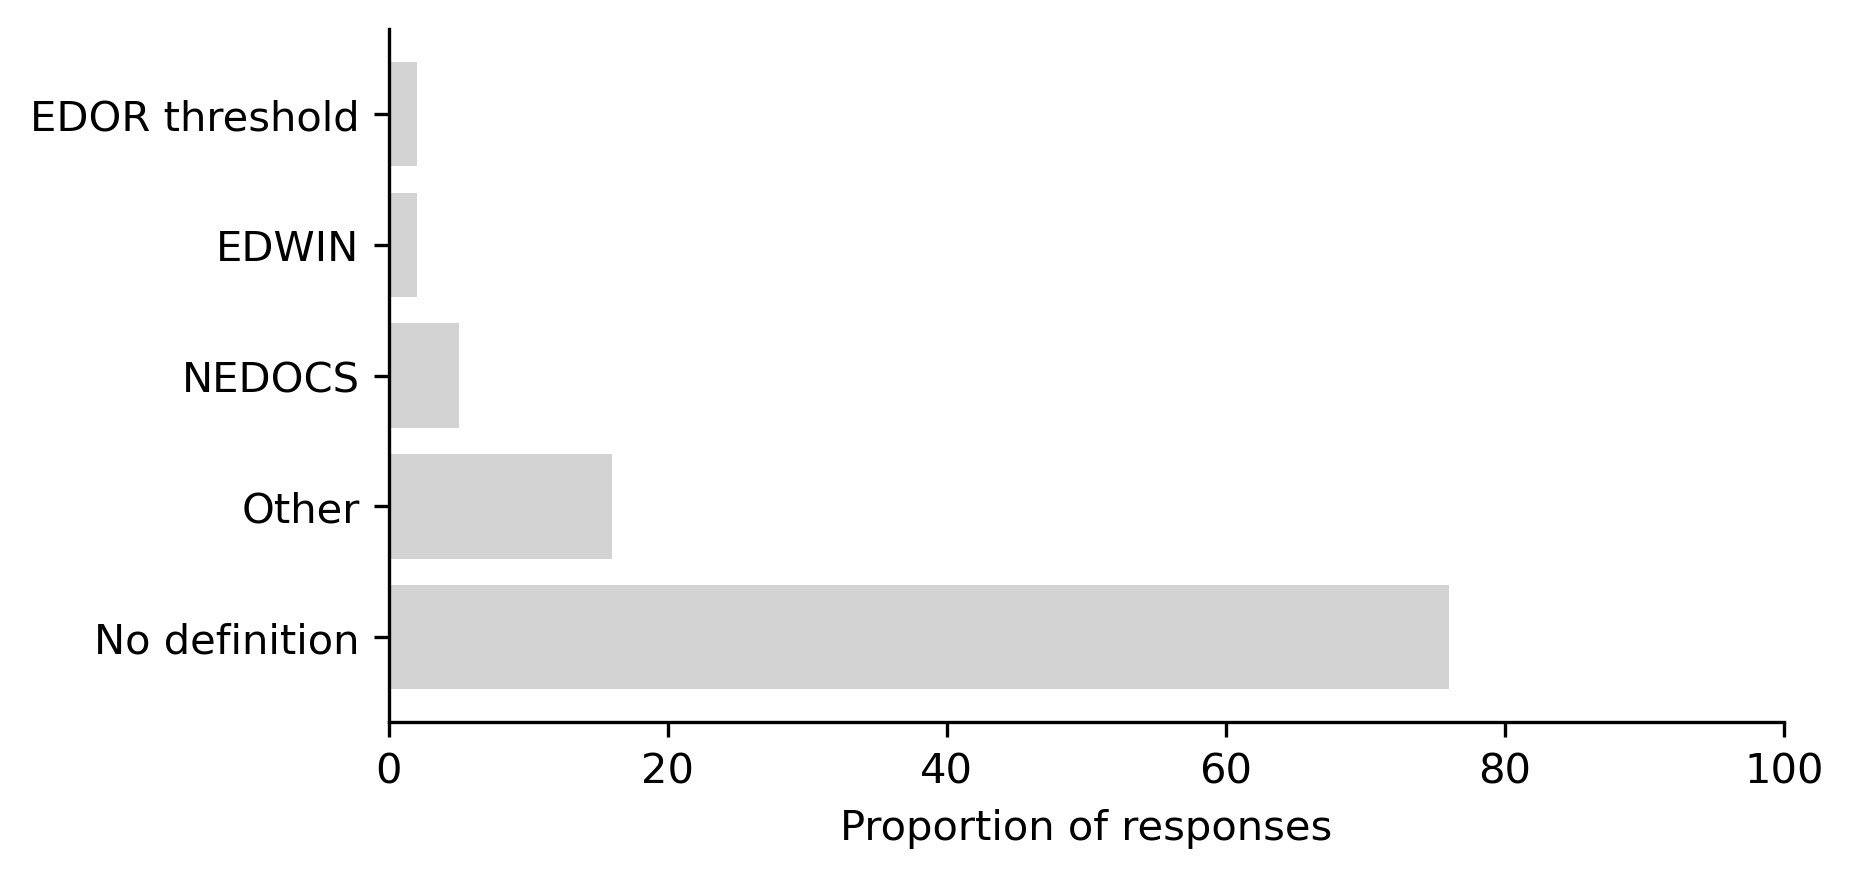 EDOR threshold
EDWIN
NEDOCS
Other
No definition
0 20 40 60 80 100
Proportion of responses